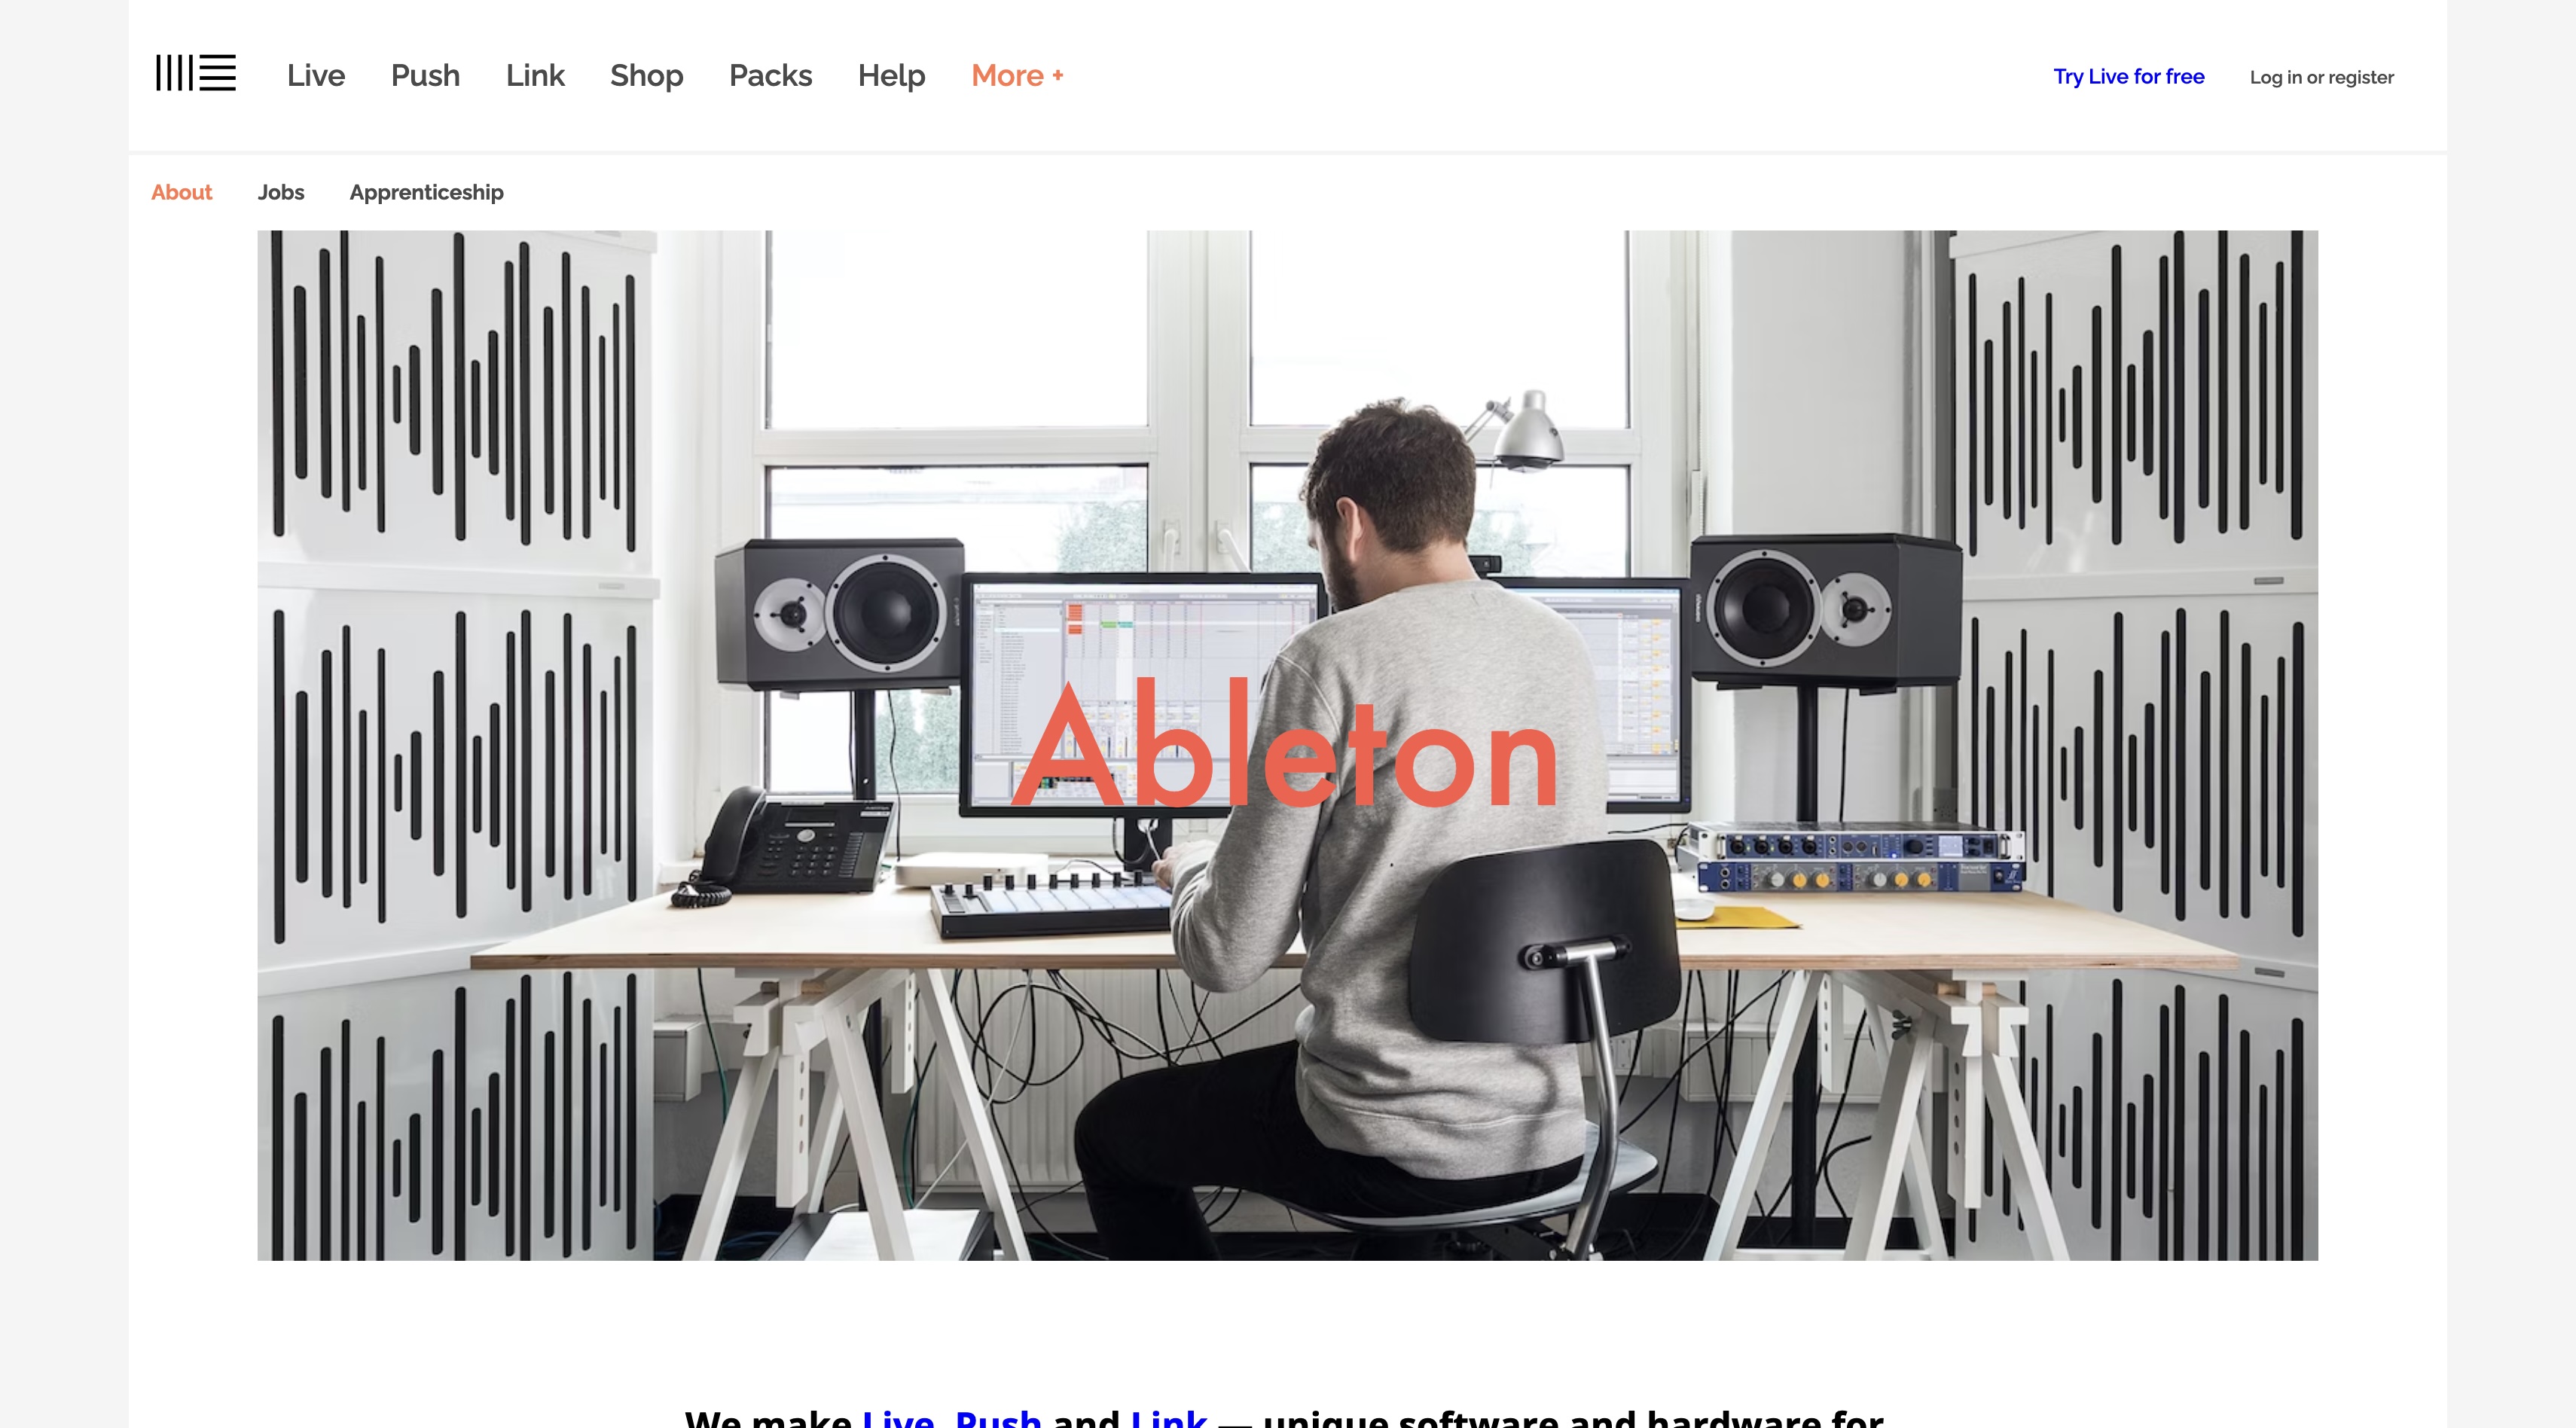 Live Push Link Shop Packs Help More + Try Live for free Log in or register
About Jobs Apprenticeship
Ableton
We make Live, Push and Link — unique software and hardware for